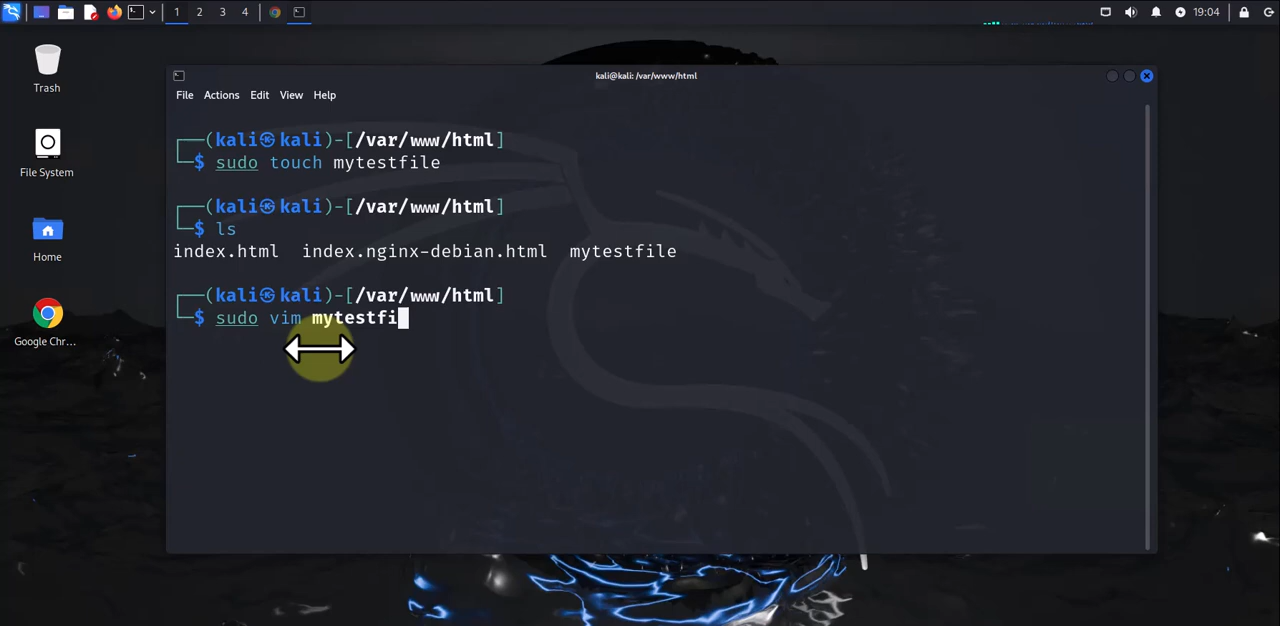 1 2 3 4 19:04
Trash
File System
Home
Google Chr...
kali@kali: /var/www/html
File Actions Edit View Help
┌──(kali㉿kali)-[/var/www/html]
└─$ sudo touch mytestfile
┌──(kali㉿kali)-[/var/www/html]
└─$ ls
index.html index.nginx-debian.html mytestfile
┌──(kali㉿kali)-[/var/www/html]
└─$ sudo vim mytestfi